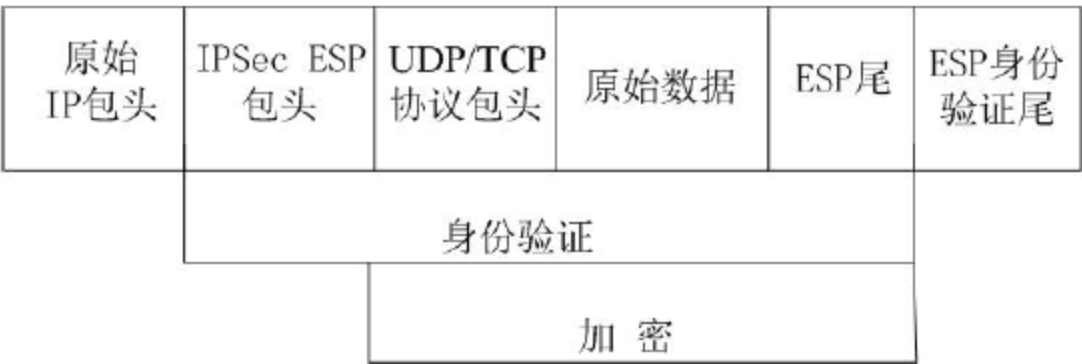 原始
IP包头
IPSec ESP
包头
UDP/TCP
协议包头
原始数据
ESP尾
ESP身份
验证尾
身份验证
加 密